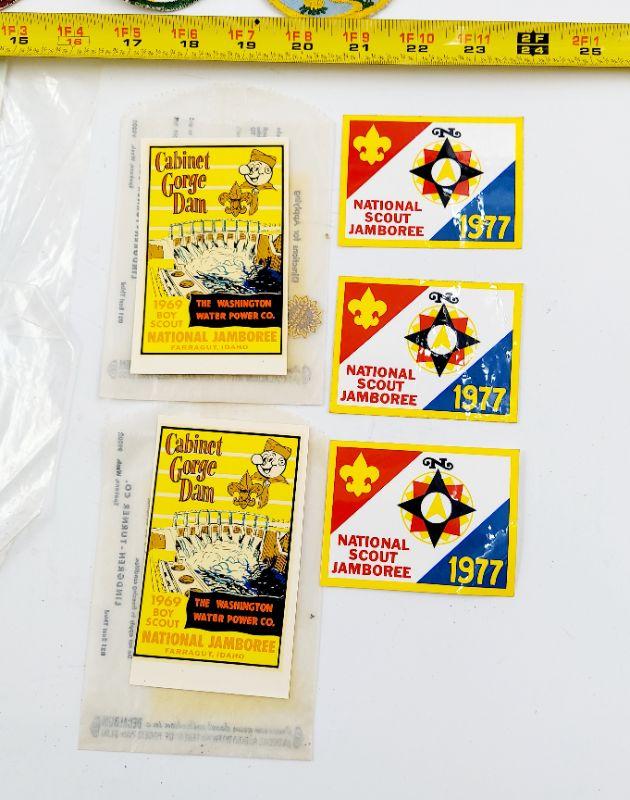 1F3 1F4 1F5 1F6 1F7 1F8 1F9 1F10 1F11 2F 2F1
15 16 17 18 19 20 21 22 23 24 25
Cabinet
Gorge
Dam
1969
BOY
SCOUT
THE WASHINGTON
WATER POWER CO.
NATIONAL JAMBOREE
FARRAGUT, IDAHO
N
NATIONAL
SCOUT
JAMBOREE
1977
N
NATIONAL
SCOUT
JAMBOREE
1977
Cabinet
Gorge
Dam
1969
BOY
SCOUT
THE WASHINGTON
WATER POWER CO.
NATIONAL JAMBOREE
FARRAGUT, IDAHO
LINDGREN-TURNER CO.
N
NATIONAL
SCOUT
JAMBOREE
1977